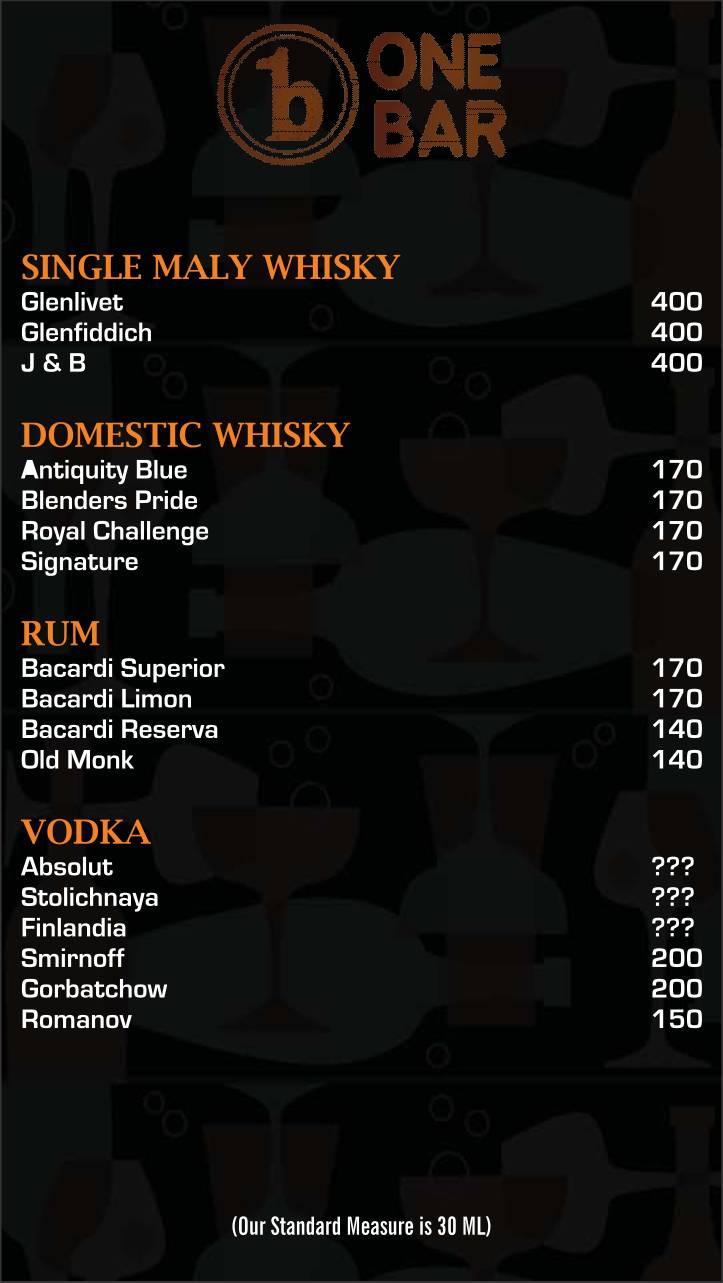 b ONE
BAR
SINGLE MALY WHISKY
Glenlivet 400
Glenfiddich 400
J & B 400
DOMESTIC WHISKY
Antiquity Blue 170
Blenders Pride 170
Royal Challenge 170
Signature 170
RUM
Bacardi Superior 170
Bacardi Limon 170
Bacardi Reserva 140
Old Monk 140
VODKA
Absolut ???
Stolichnaya ???
Finlandia ???
Smirnoff 200
Gorbatchow 200
Romanov 150
(Our Standard Measure is 30 ML)